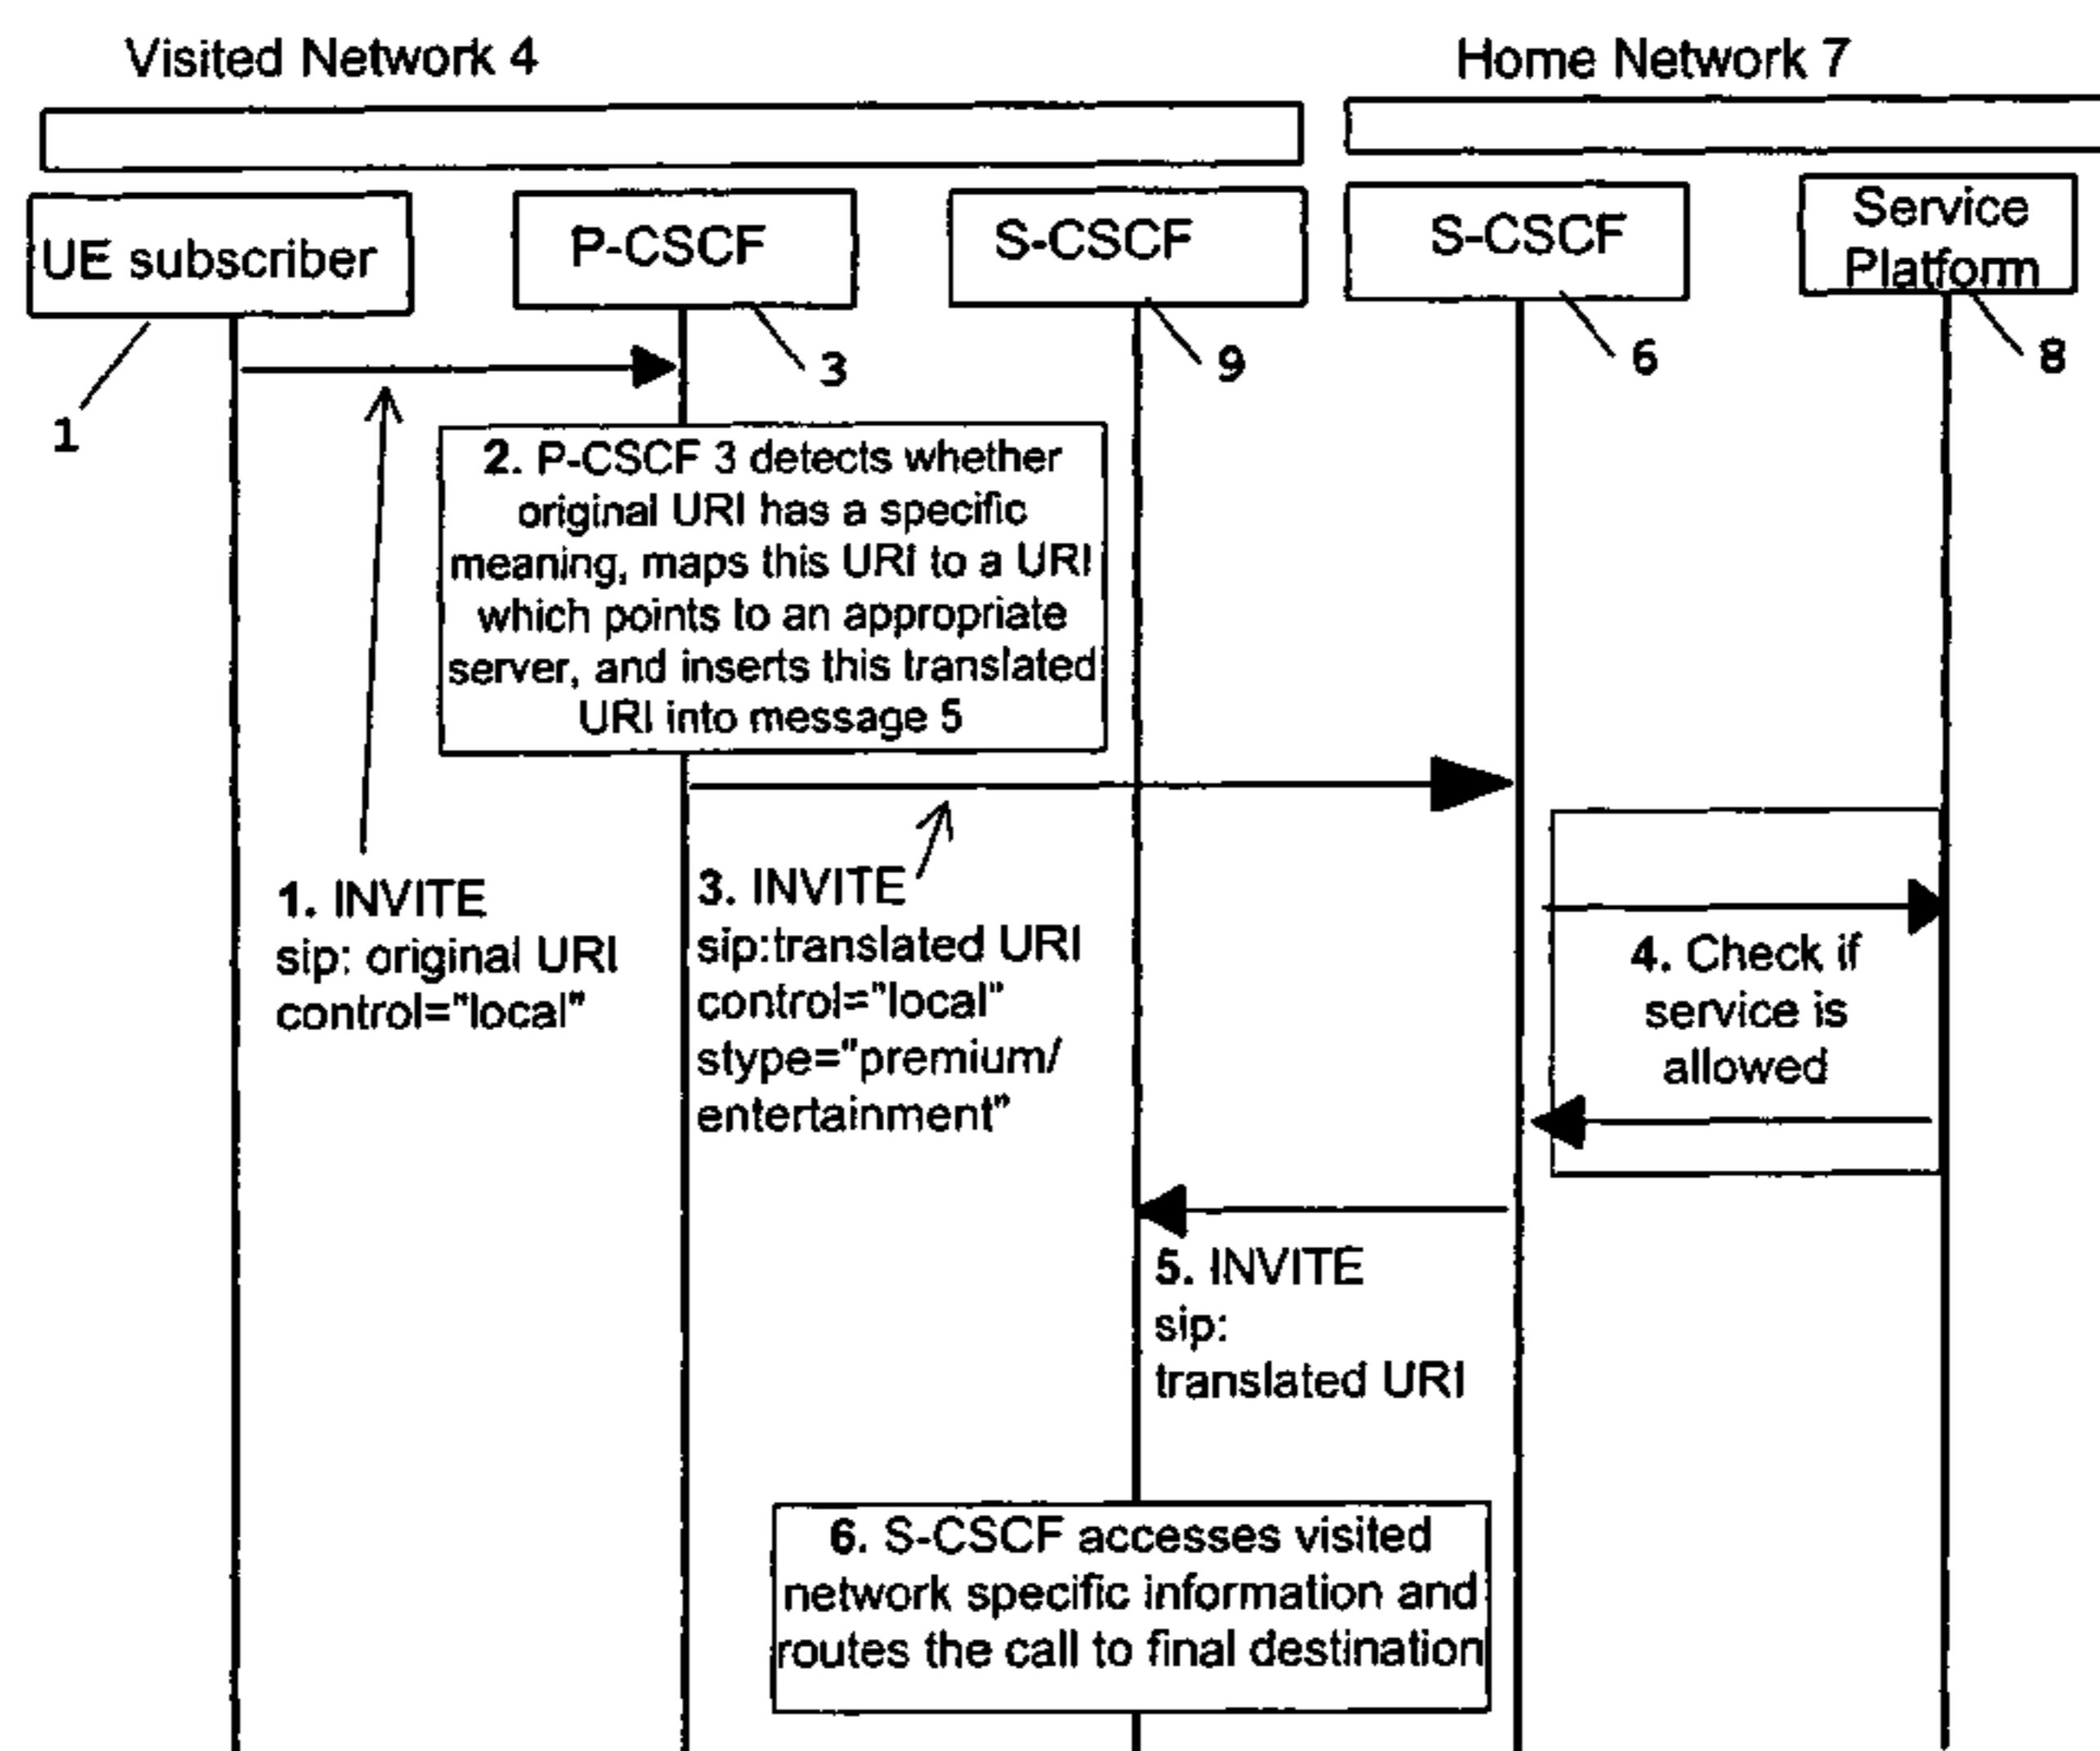 Visited Network 4
Home Network 7
UE subscriber
P-CSCF
S-CSCF
S-CSCF
Service
Platform
1
3
9
6
8
2. P-CSCF 3 detects whether
original URI has a specific
meaning, maps this URI to a URI
which points to an appropriate
server, and inserts this translated
URI into message 5
1. INVITE
sip: original URI
control="local"
3. INVITE
sip:translated URI
control="local"
stype="premium/
entertainment"
4. Check if
service is
allowed
5. INVITE
sip:
translated URI
6. S-CSCF accesses visited
network specific information and
routes the call to final destination